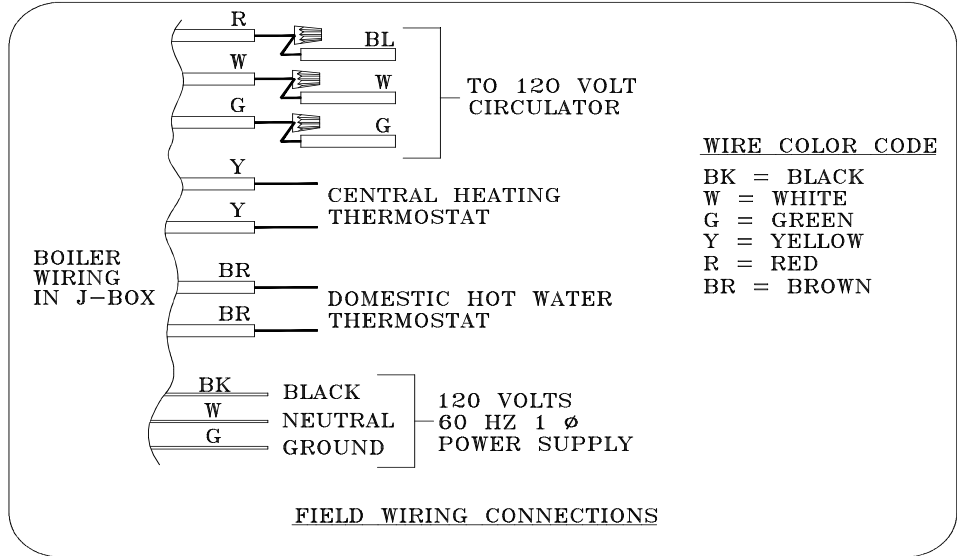 R
BL
W
W
G
G
TO 120 VOLT
CIRCULATOR
Y
CENTRAL HEATING
THERMOSTAT
Y
BOILER
WIRING
IN J-BOX
BR
DOMESTIC HOT WATER
THERMOSTAT
BR
BK
BLACK
W
NEUTRAL
G
GROUND
120 VOLTS
60 HZ 1 Ø
POWER SUPPLY
WIRE COLOR CODE
BK = BLACK
W = WHITE
G = GREEN
Y = YELLOW
R = RED
BR = BROWN
FIELD WIRING CONNECTIONS